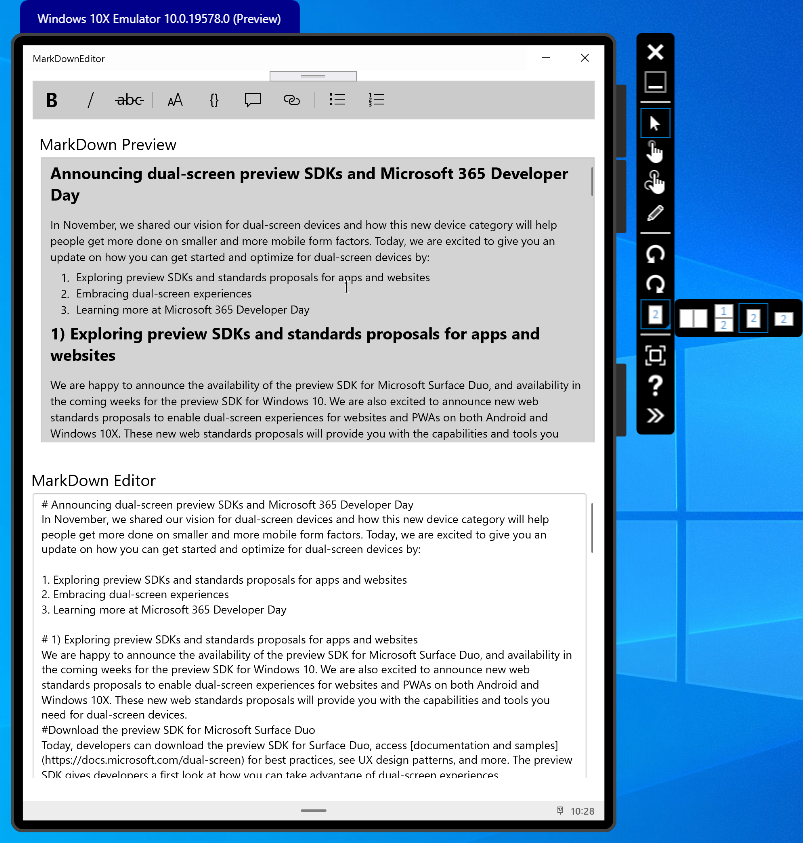 Windows 10X Emulator 10.0.19578.0 (Preview)
MarkDownEditor
B / abc AA {}
MarkDown Preview
Announcing dual-screen preview SDKs and Microsoft 365 Developer
Day
In November, we shared our vision for dual-screen devices and how this new device category will help
people get more done on smaller and more mobile form factors. Today, we are excited to give you an
update on how you can get started and optimize for dual-screen devices by:
1. Exploring preview SDKs and standards proposals for apps and websites
2. Embracing dual-screen experiences
3. Learning more at Microsoft 365 Developer Day
1) Exploring preview SDKs and standards proposals for apps and
websites
We are happy to announce the availability of the preview SDK for Microsoft Surface Duo, and availability in
the coming weeks for the preview SDK for Windows 10. We are also excited to announce new web
standards proposals to enable dual-screen experiences for websites and PWAs on both Android and
Windows 10X. These new web standards proposals will provide you with the capabilities and tools you
MarkDown Editor
# Announcing dual-screen preview SDKs and Microsoft 365 Developer Day
In November, we shared our vision for dual-screen devices and how this new device category will help
people get more done on smaller and more mobile form factors. Today, we are excited to give you an
update on how you can get started and optimize for dual-screen devices by:
1. Exploring preview SDKs and standards proposals for apps and websites
2. Embracing dual-screen experiences
3. Learning more at Microsoft 365 Developer Day
# 1) Exploring preview SDKs and standards proposals for apps and websites
We are happy to announce the availability of the preview SDK for Microsoft Surface Duo, and availability in
the coming weeks for the preview SDK for Windows 10. We are also excited to announce new web
standards proposals to enable dual-screen experiences for websites and PWAs on both Android and
Windows 10X. These new web standards proposals will provide you with the capabilities and tools you
need for dual-screen devices.
#Download the preview SDK for Microsoft Surface Duo
Today, developers can download the preview SDK for Surface Duo, access [documentation and samples]
(https://docs.microsoft.com/dual-screen) for best practices, see UX design patterns, and more. The preview
SDK gives developers a first look at how you can take advantage of dual-screen experiences.
10:28
2
1
2
2
2
?